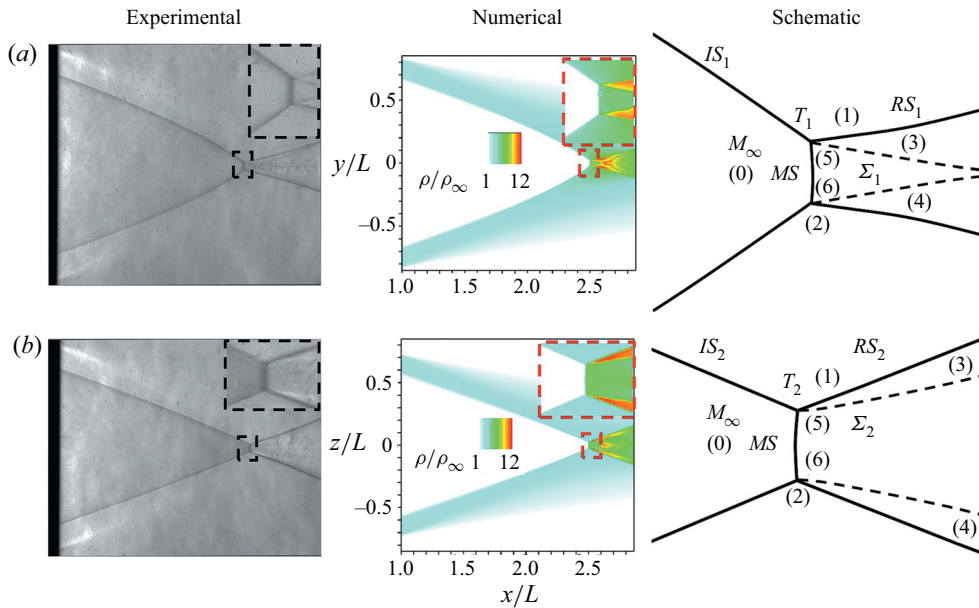 Experimental Numerical Schematic
(a)
0.5
0
−0.5
y/L
ρ/ρ∞ 1 12
1.0 1.5 2.0 2.5
IS1
T1 (1) RS1
M∞ (5) (3)
(0) MS Σ1
(6)
(2) (4)
(b)
0.5
0
−0.5
z/L
ρ/ρ∞ 1 12
1.0 1.5 2.0 2.5
x/L
IS2 RS2
T2 (1) (3)
M∞ (5) Σ2
(0) MS
(6)
(2) (4)